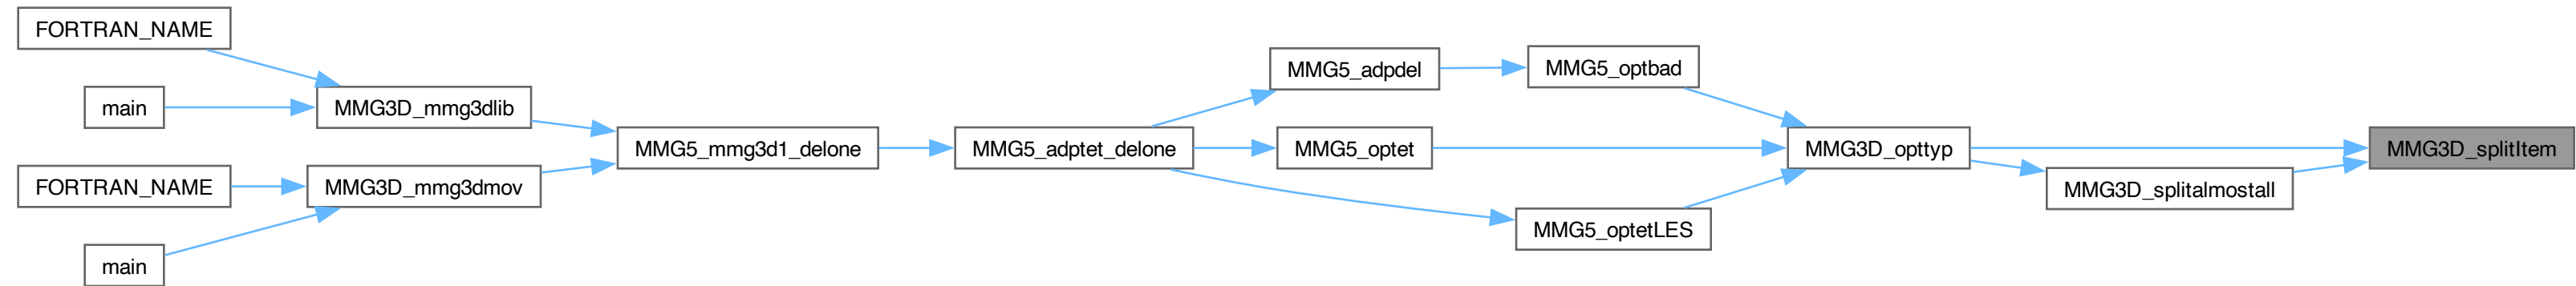 FORTRAN_NAME
main
MMG3D_mmg3dlib
FORTRAN_NAME
MMG3D_mmg3dmov
main
MMG5_mmg3d1_delone
MMG5_adptet_delone
MMG5_adpdel
MMG5_optbad
MMG5_optet
MMG5_optetLES
MMG3D_opttyp
MMG3D_splitalmostall
MMG3D_splitItem